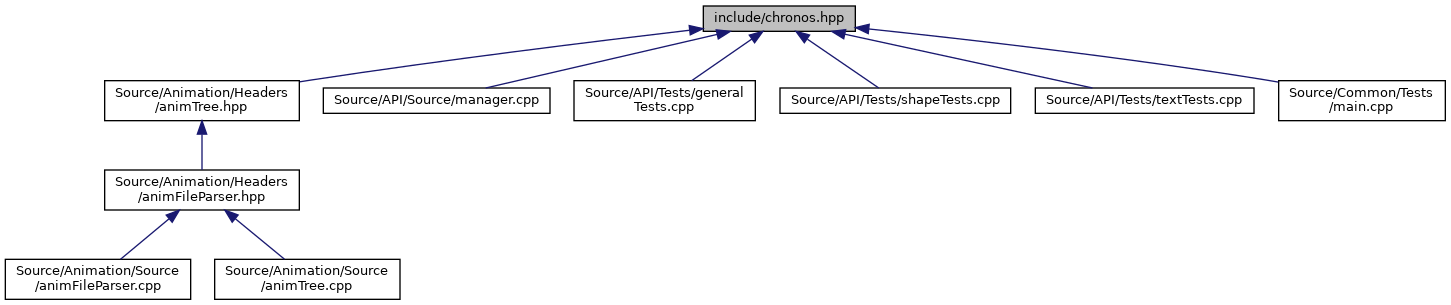 include/chronos.hpp
Source/Animation/Headers
/animTree.hpp
Source/API/Source/manager.cpp
Source/API/Tests/general
Tests.cpp
Source/API/Tests/shapeTests.cpp
Source/API/Tests/textTests.cpp
Source/Common/Tests
/main.cpp
Source/Animation/Headers
/animFileParser.hpp
Source/Animation/Source
/animFileParser.cpp
Source/Animation/Source
/animTree.cpp